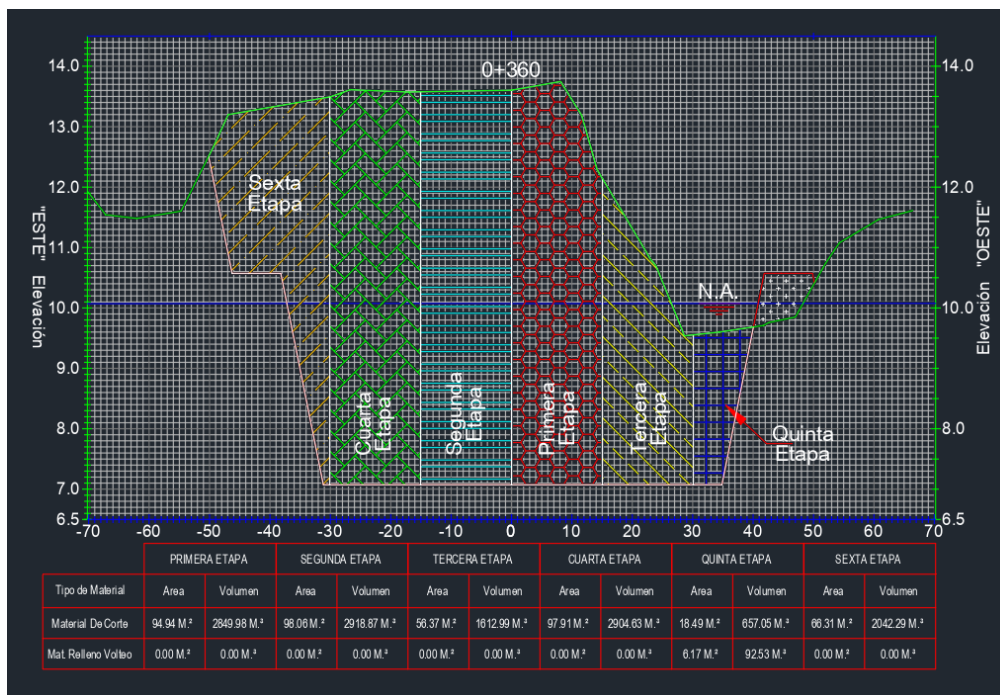 0+360
14.0
13.0
12.0
11.0
10.0
9.0
8.0
7.0
6.5
"ESTE" Elevación
14.0
12.0
10.0
8.0
6.5
Elevación "OESTE"
Sexta
Etapa
Cuarta
Etapa
Segunda
Etapa
Primera
Etapa
Tercera
Etapa
N.A.
Quinta
Etapa
-70 -60 -50 -40 -30 -20 -10 0 10 20 30 40 50 60 70
PRIMERA ETAPA SEGUNDA ETAPA TERCERA ETAPA CUARTA ETAPA QUINTA ETAPA SEXTA ETAPA
Tipo de Material Area Volumen Area Volumen Area Volumen Area Volumen Area Volumen Area Volumen
Material De Corte 94.94 M.² 2849.98 M.³ 98.06 M.² 2918.87 M.³ 56.37 M.² 1612.99 M.³ 97.91 M.² 2904.63 M.³ 18.49 M.² 657.05 M.³ 66.31 M.² 2042.29 M.³
Mat. Relleno Volteo 0.00 M.² 0.00 M.³ 0.00 M.² 0.00 M.³ 0.00 M.² 0.00 M.³ 0.00 M.² 0.00 M.³ 6.17 M.² 92.53 M.³ 0.00 M.² 0.00 M.³